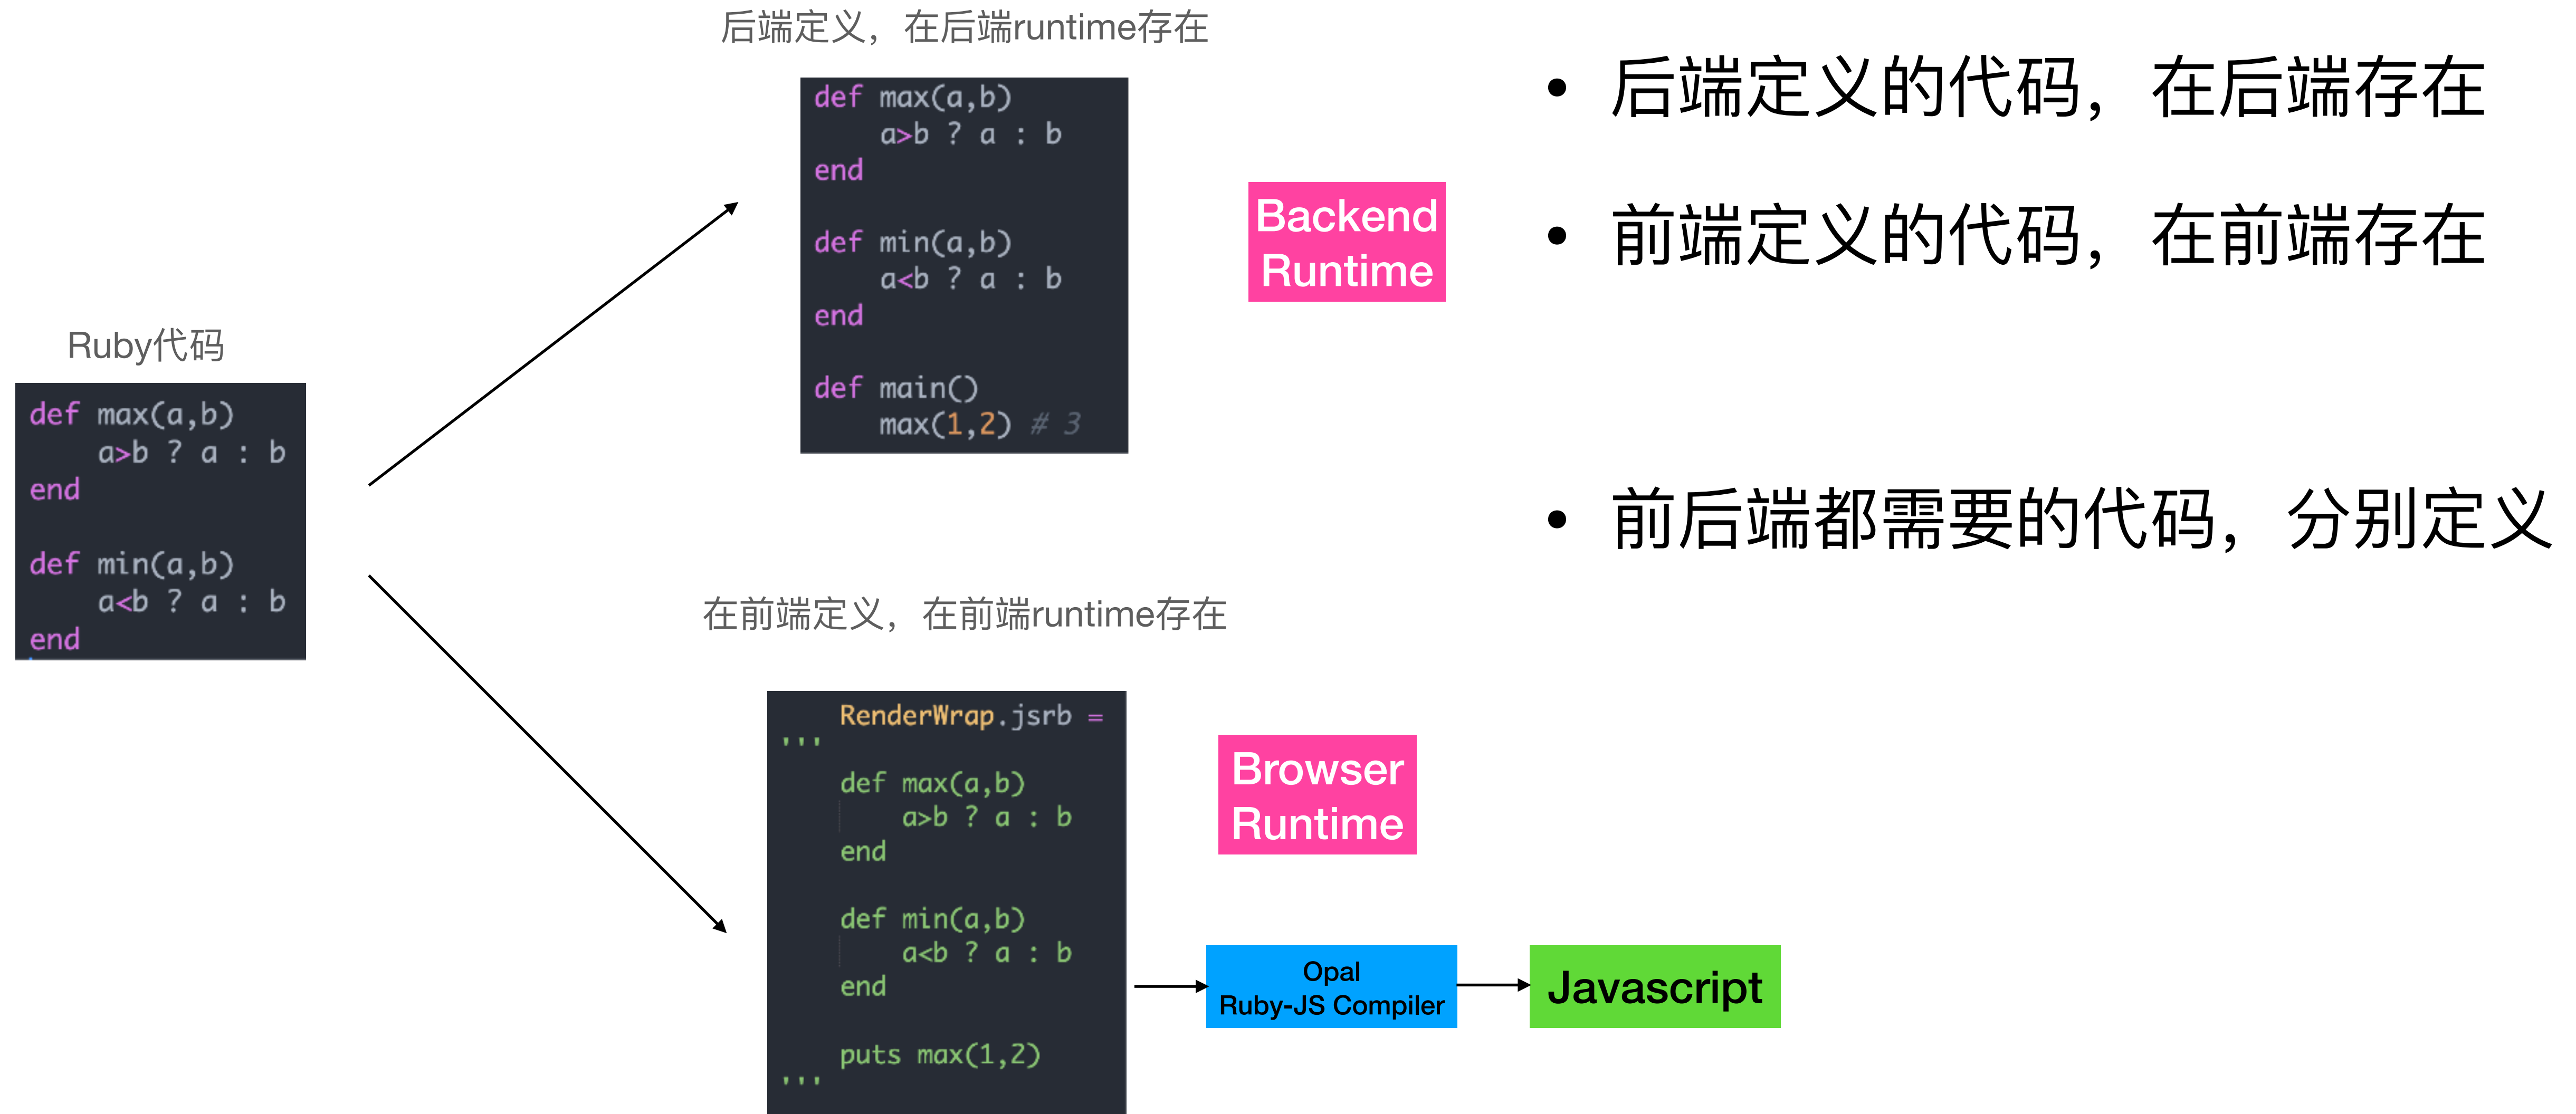 Ruby代码
def max(a,b)
a>b ? a : b
end
def min(a,b)
a<b ? a : b
end
后端定义，在后端runtime存在
def max(a,b)
a>b ? a : b
end
def min(a,b)
a<b ? a : b
end
def main()
max(1,2) # 3
Backend
Runtime
在前端定义，在前端runtime存在
RenderWrap.jsrb =
'''
def max(a,b)
a>b ? a : b
end
def min(a,b)
a<b ? a : b
end
puts max(1,2)
'''
Browser
Runtime
Opal
Ruby-JS Compiler
Javascript
• 后端定义的代码，在后端存在
• 前端定义的代码，在前端存在
• 前后端都需要的代码，分别定义